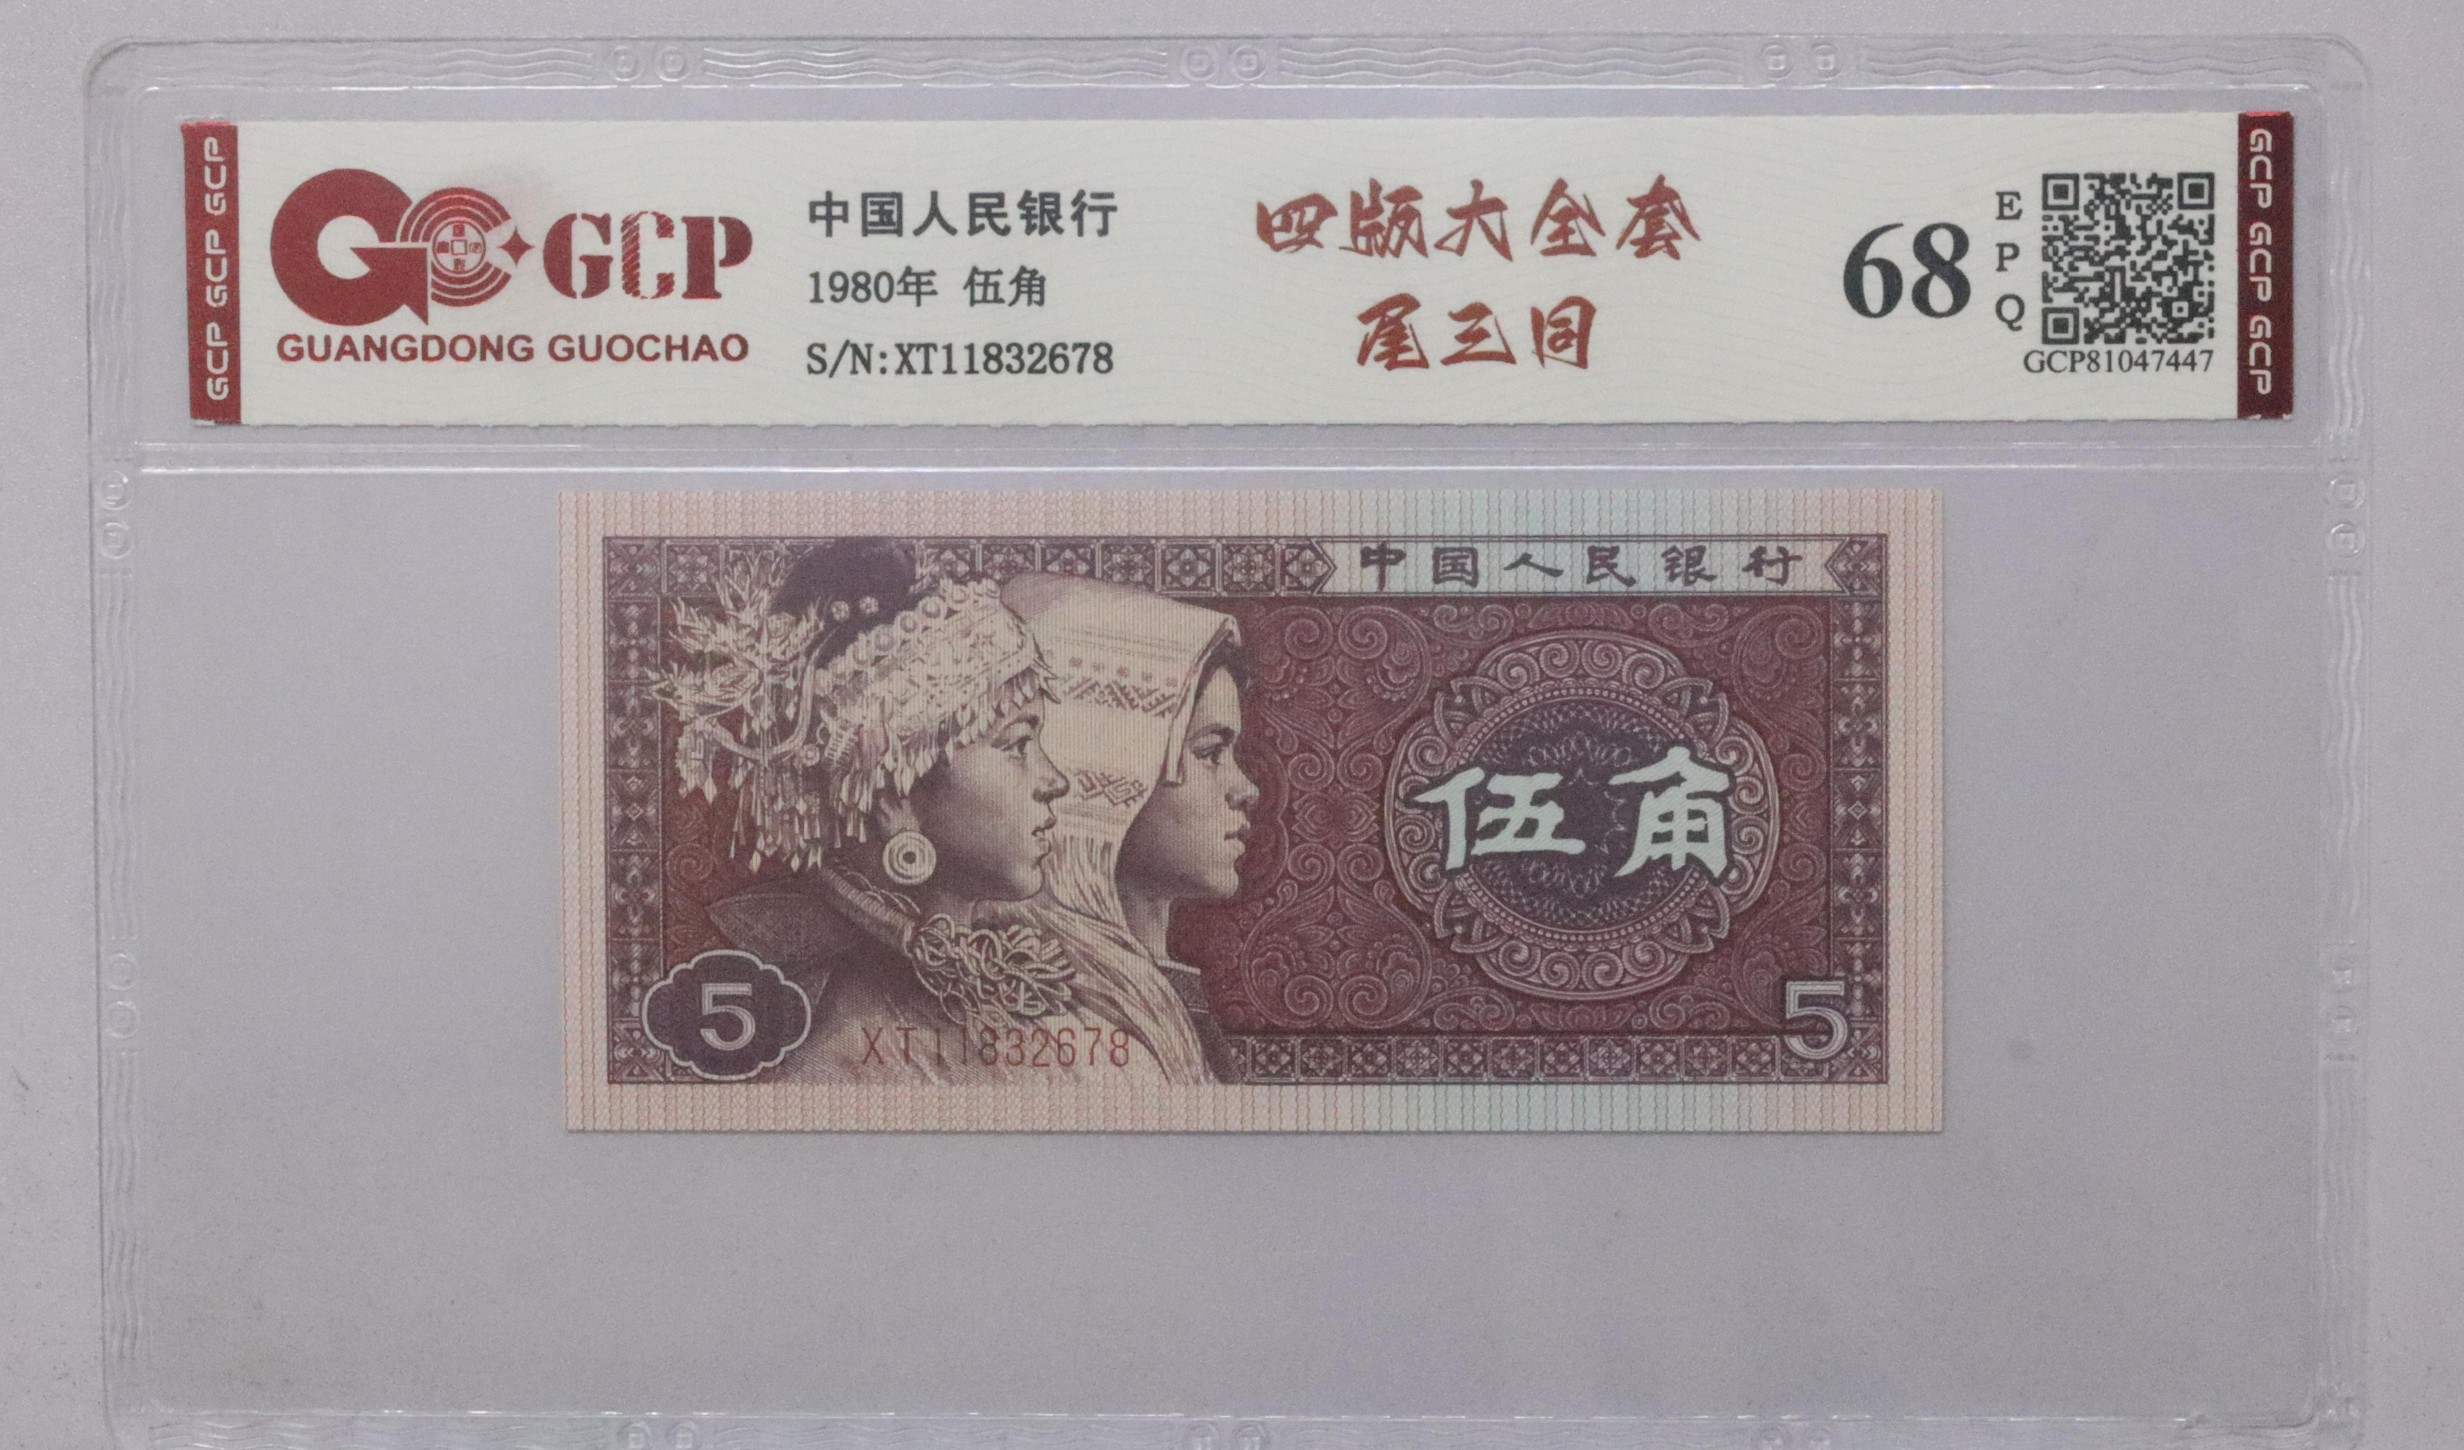 GCP GCP GCP
GCP
GUANGDONG GUOCHAO
中国人民银行
1980年 伍角
S/N:XT11832678
四版大全套
尾三同
68
EPQ
GCP81047447
GCP GCP GCP
中国人民银行
伍角
5
XT11832678
5